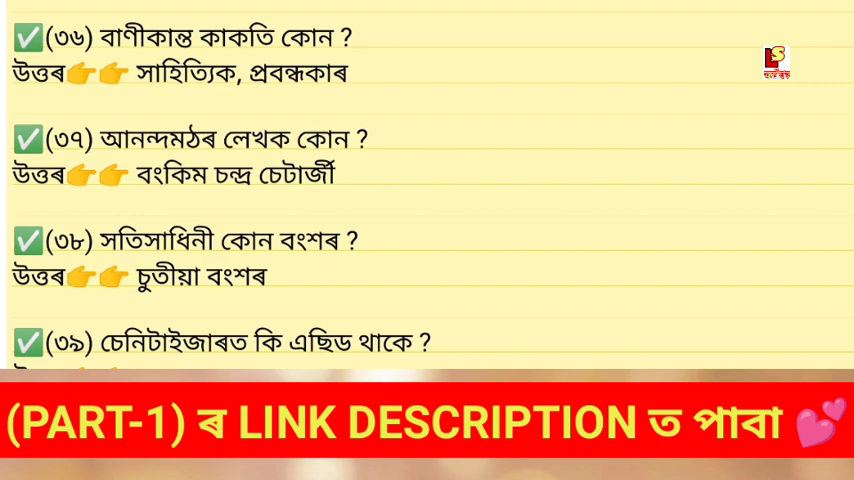 ✅(৩৬) বাণীকান্ত কাকতি কোন ?
উত্তৰ👉👉 সাহিত্যিক, প্ৰবন্ধকাৰ
✅(৩৭) আনন্দমঠৰ লেখক কোন ?
উত্তৰ👉👉 বংকিম চন্দ্ৰ চেটাৰ্জী
✅(৩৮) সতিসাধিনী কোন বংশৰ ?
উত্তৰ👉👉 চুতীয়া বংশৰ
✅(৩৯) চেনিটাইজাৰত কি এছিড থাকে ?
(PART-1) ৰ LINK DESCRIPTION ত পাবা 💕